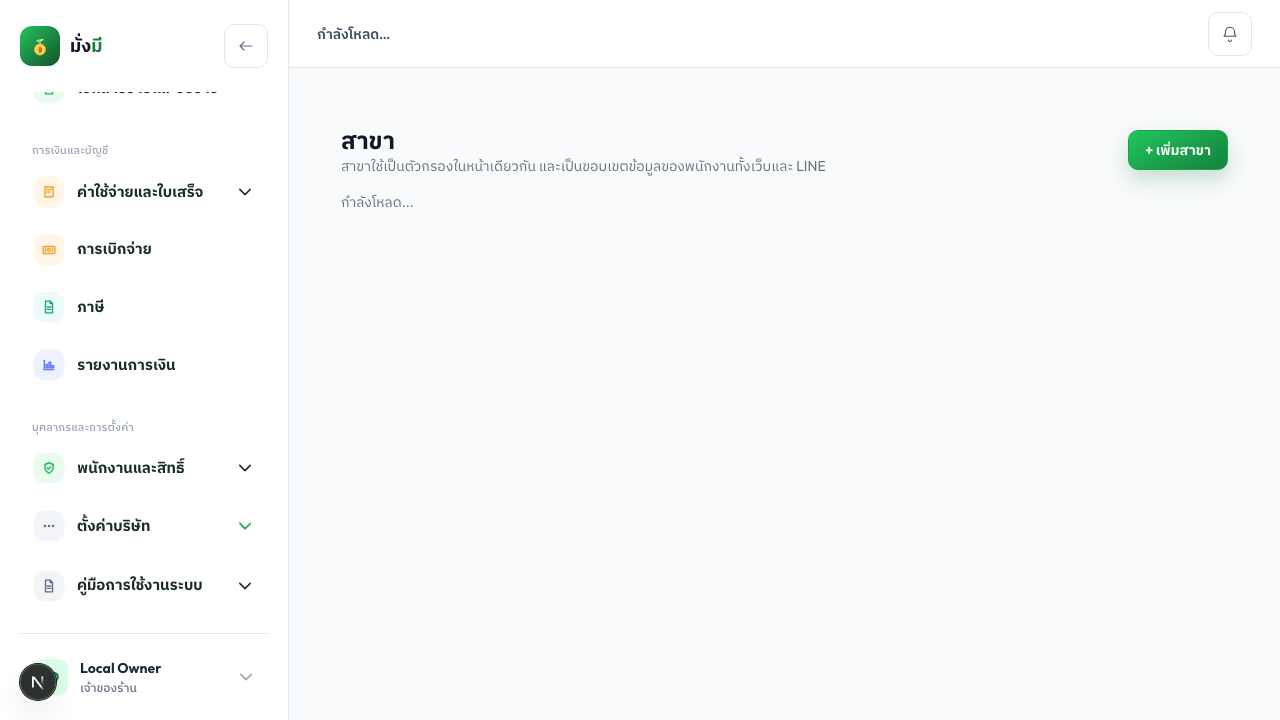 มั่งมี
การเงินและบัญชี
ค่าใช้จ่ายและใบเสร็จ
การเบิกจ่าย
ภาษี
รายงานการเงิน
บุคลากรและการตั้งค่า
พนักงานและสิทธิ์
ตั้งค่าบริษัท
คู่มือการใช้งานระบบ
N
Local Owner
เจ้าของร้าน
กำลังโหลด...
สาขา
สาขาใช้เป็นตัวกรองในหน้าเดียวกัน และเป็นขอบเขตข้อมูลของพนักงานทั้งเว็บและ LINE
+ เพิ่มสาขา
กำลังโหลด...